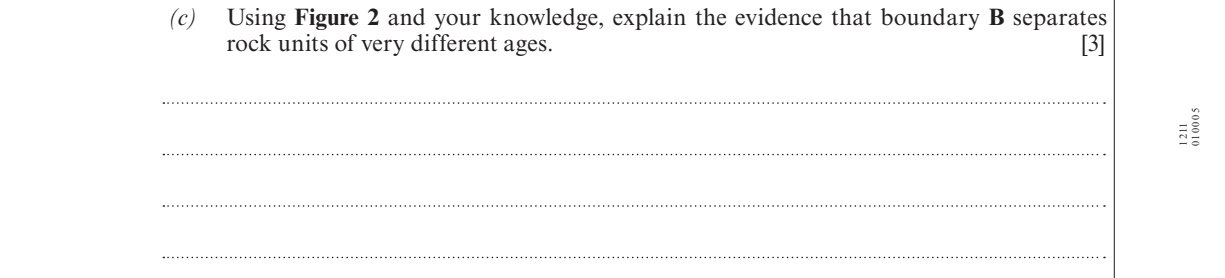 (c) Using Figure 2 and your knowledge, explain the evidence that boundary B separates
rock units of very different ages. [3]
1211
010005